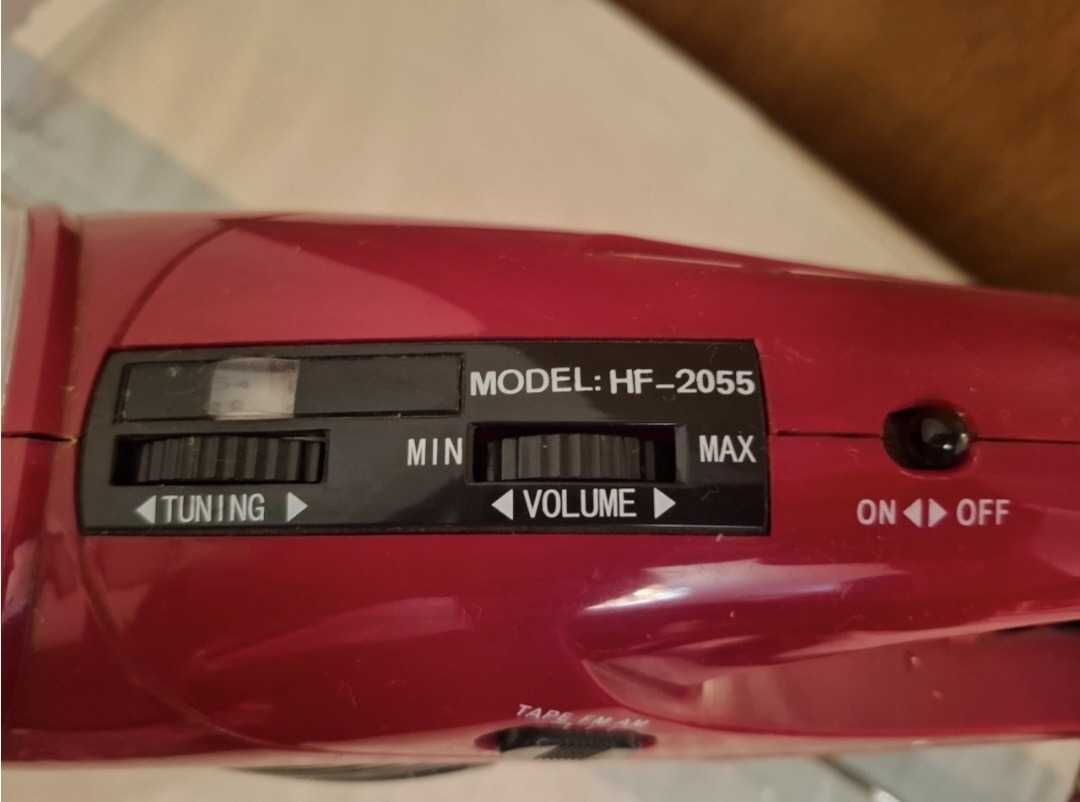 MODEL: HF-2055
MIN MAX
◀TUNING ▶
◀ VOLUME ▶
ON◀▶OFF
TAPE FM AM